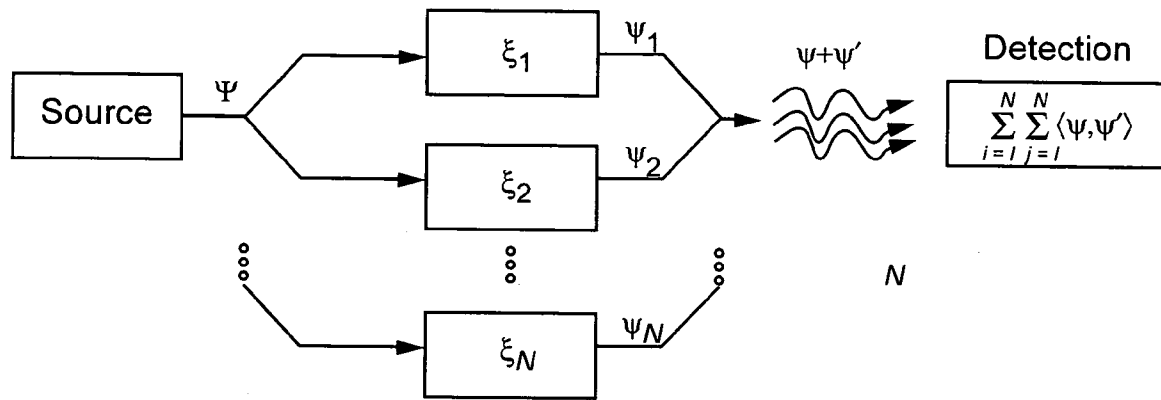 Source
Ψ
ξ1
ψ1
ξ2
ψ2
ξN
ψN
ψ+ψ′
Detection
N N
∑ ∑ ⟨ψ,ψ′⟩
i = I j = I
N